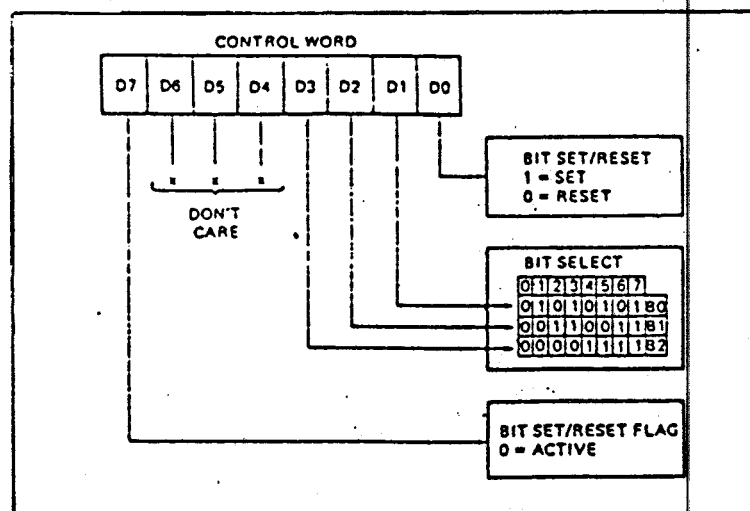 CONTROL WORD
D7 D6 D5 D4 D3 D2 D1 D0
x x x
DON'T
CARE
BIT SET/RESET
1 = SET
0 = RESET
BIT SELECT
0 1 2 3 4 5 6 7
0 1 0 1 0 1 0 1 B0
0 0 1 1 0 0 1 1 B1
0 0 0 0 1 1 1 1 B2
BIT SET/RESET FLAG
0 = ACTIVE